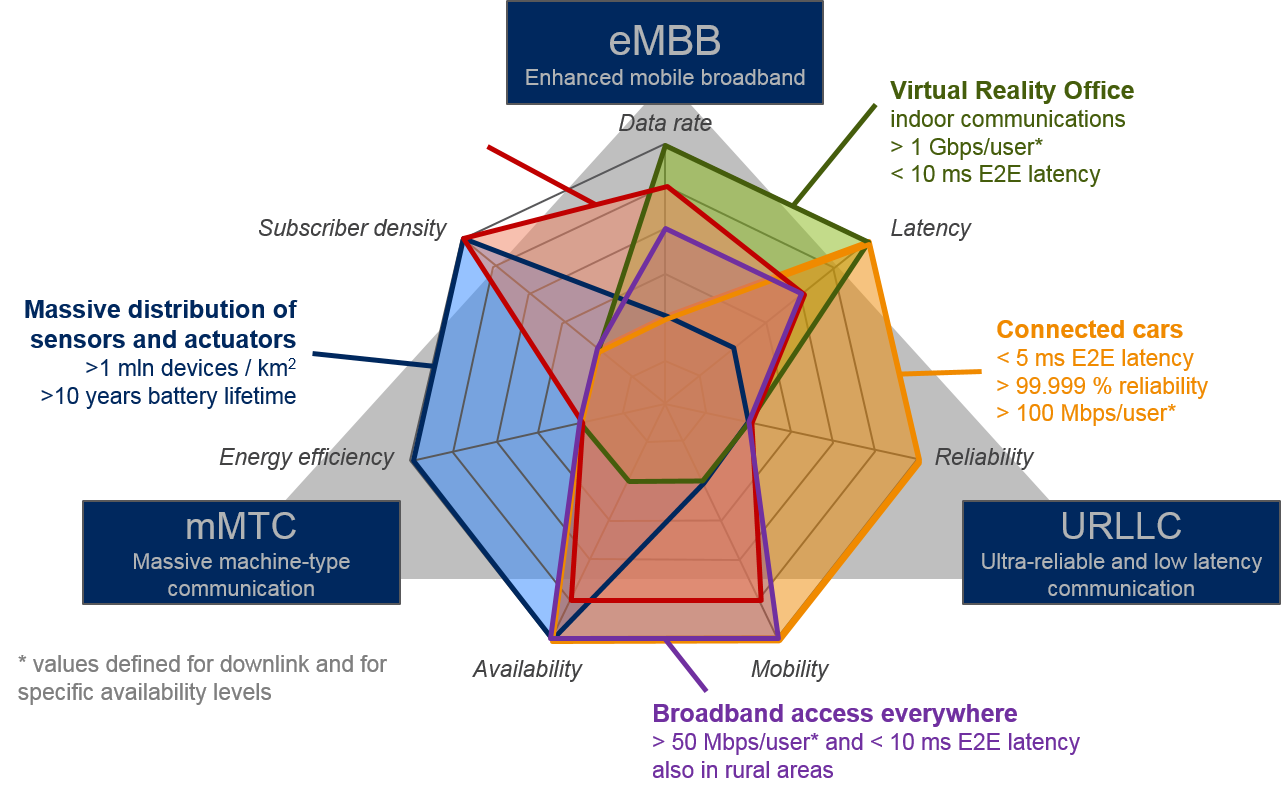 eMBB
Enhanced mobile broadband
Data rate
Virtual Reality Office
indoor communications
> 1 Gbps/user*
< 10 ms E2E latency
Subscriber density
Latency
Massive distribution of
sensors and actuators
>1 mln devices / km²
>10 years battery lifetime
Connected cars
< 5 ms E2E latency
> 99.999 % reliability
> 100 Mbps/user*
Energy efficiency
Reliability
mMTC
Massive machine-type
communication
URLLC
Ultra-reliable and low latency
communication
Availability
Mobility
* values defined for downlink and for
specific availability levels
Broadband access everywhere
> 50 Mbps/user* and < 10 ms E2E latency
also in rural areas